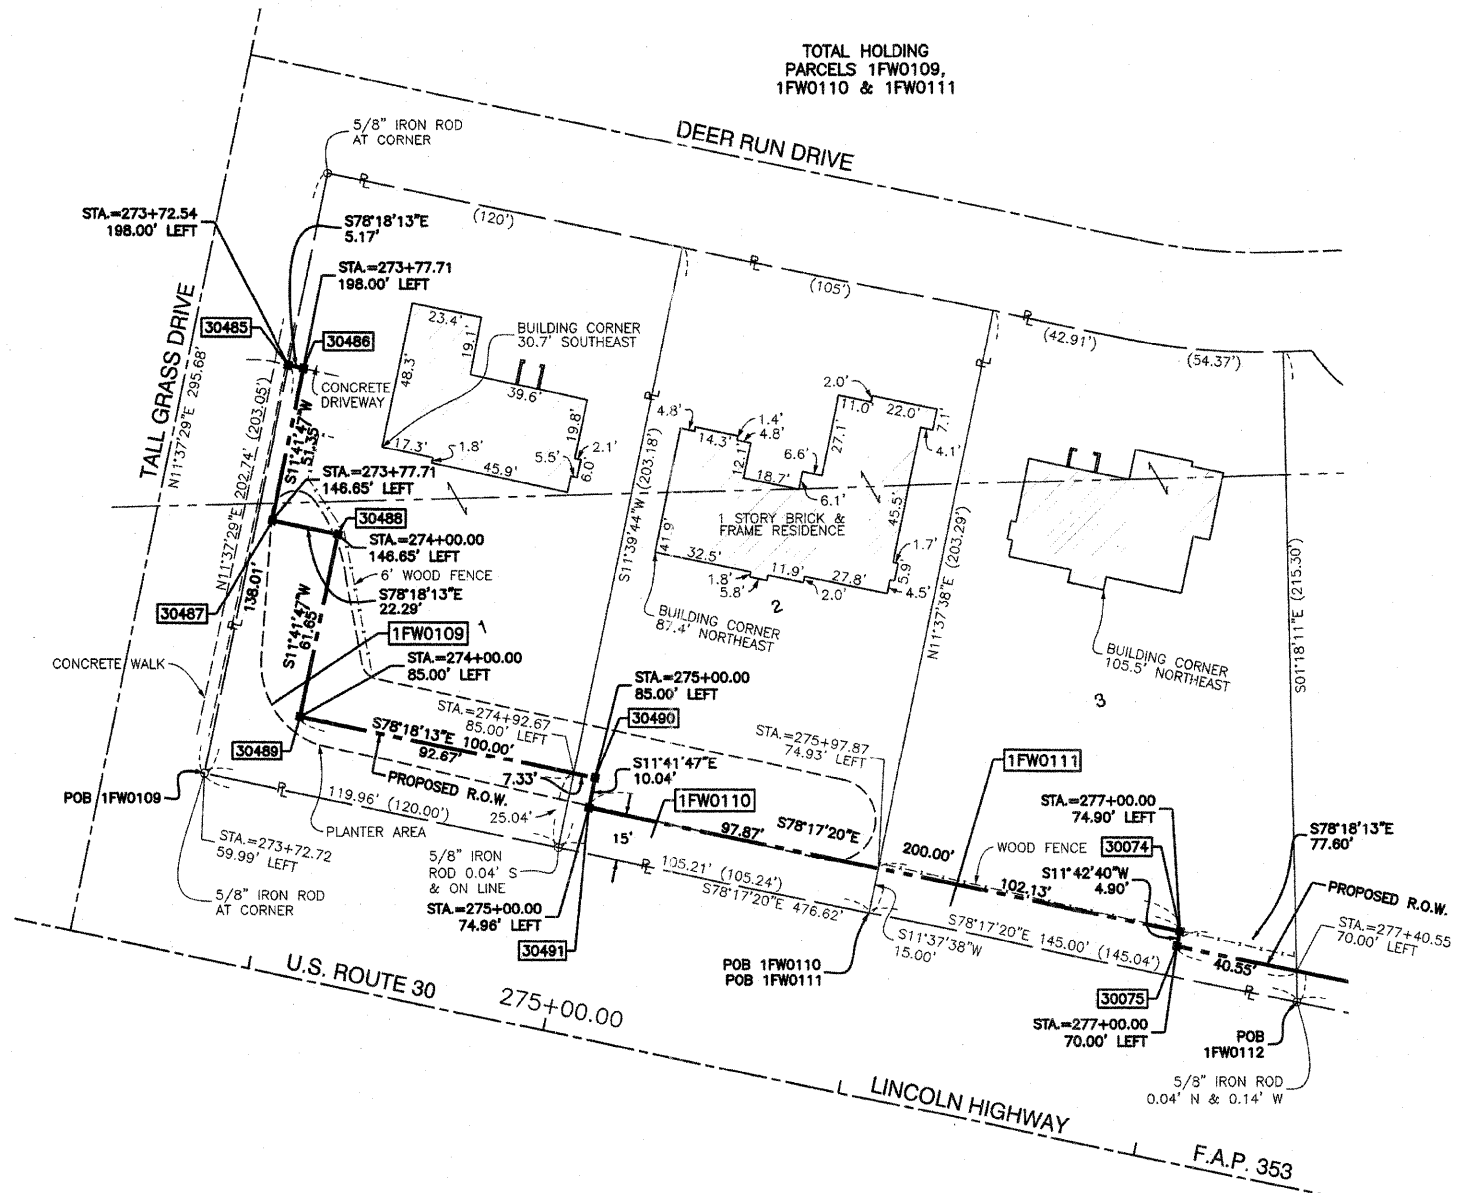 TOTAL HOLDING
PARCELS 1FW0109,
1FW0110 & 1FW0111
DEER RUN DRIVE
5/8" IRON ROD
AT CORNER
PL
(120')
STA.=273+72.54
198.00' LEFT
S78°18'13"E
5.17'
STA.=273+77.71
198.00' LEFT
PL
(105')
PL
(42.91')
(54.37')
TALL GRASS DRIVE
N11°37'29"E 295.68'
30485
30486
23.4'
19.1'
48.3'
BUILDING CORNER
30.7' SOUTHEAST
CONCRETE
DRIVEWAY
39.6'
19.8'
17.3'
1.8'
45.9'
5.5'
2.1'
6.0'
PL
PL
2.0'
11.0'
22.0'
7.1'
4.8'
14.3'
1.4'
4.8'
12.1'
27.1'
4.1'
6.6'
18.7'
6.1'
45.5'
1 STORY BRICK &
FRAME RESIDENCE
41.9'
32.5'
1.8'
5.8'
11.9'
27.8'
2.0'
1.7'
5.9'
4.5'
2
BUILDING CORNER
87.4' NORTHEAST
S11°39'44"W (203.18')
N11°37'38"E (203.29')
S01°18'11"E (215.30')
BUILDING CORNER
105.5' NORTHEAST
3
N11°37'29"E 202.74' (203.05')
138.01'
PL
S11°41'47"W
51.35'
STA.=273+77.71
146.65' LEFT
30488
STA.=274+00.00
146.65' LEFT
6' WOOD FENCE
S78°18'13"E
22.29'
30487
S11°41'47"W
61.65'
1FW0109
1
STA.=274+00.00
85.00' LEFT
CONCRETE WALK
STA.=275+00.00
85.00' LEFT
STA.=274+92.67
85.00' LEFT
30490
30489
S78°18'13"E 100.00'
92.67'
7.33'
S11°41'47"E
10.04'
PROPOSED R.O.W.
POB 1FW0109
PL
119.96' (120.00')
25.04'
PLANTER AREA
STA.=273+72.72
59.99' LEFT
5/8" IRON ROD
AT CORNER
5/8" IRON
ROD 0.04' S
& ON LINE
15'
1FW0110
97.87'
S78°17'20"E
STA.=275+97.87
74.93' LEFT
1FW0111
STA.=277+00.00
74.90' LEFT
200.00'
WOOD FENCE
30074
S78°18'13"E
77.60'
S11°42'40"W
4.90'
102.13'
PROPOSED R.O.W.
PL
105.21' (105.24')
S78°17'20"E 476.62'
STA.=275+00.00
74.96' LEFT
30491
S11°37'38"W
15.00'
S78°17'20"E 145.00' (145.04')
40.55'
STA.=277+40.55
70.00' LEFT
POB 1FW0110
POB 1FW0111
30075
PL
STA.=277+00.00
70.00' LEFT
POB
1FW0112
5/8" IRON ROD
0.04' N & 0.14' W
U.S. ROUTE 30
275+00.00
LINCOLN HIGHWAY
F.A.P. 353